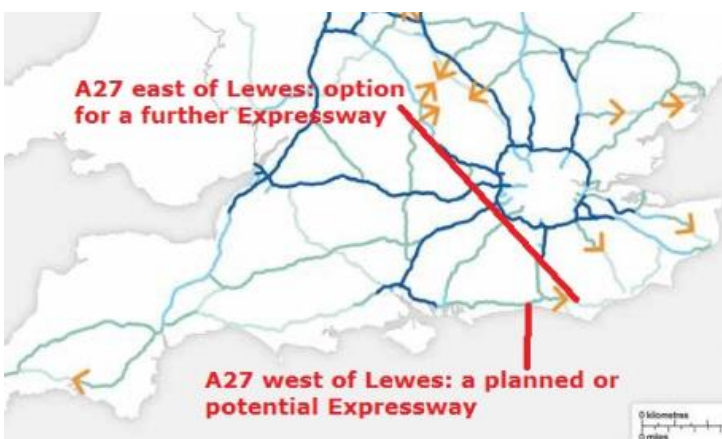 A27 east of Lewes: option
for a further Expressway
A27 west of Lewes: a planned or
potential Expressway
0 kilometres
0 miles